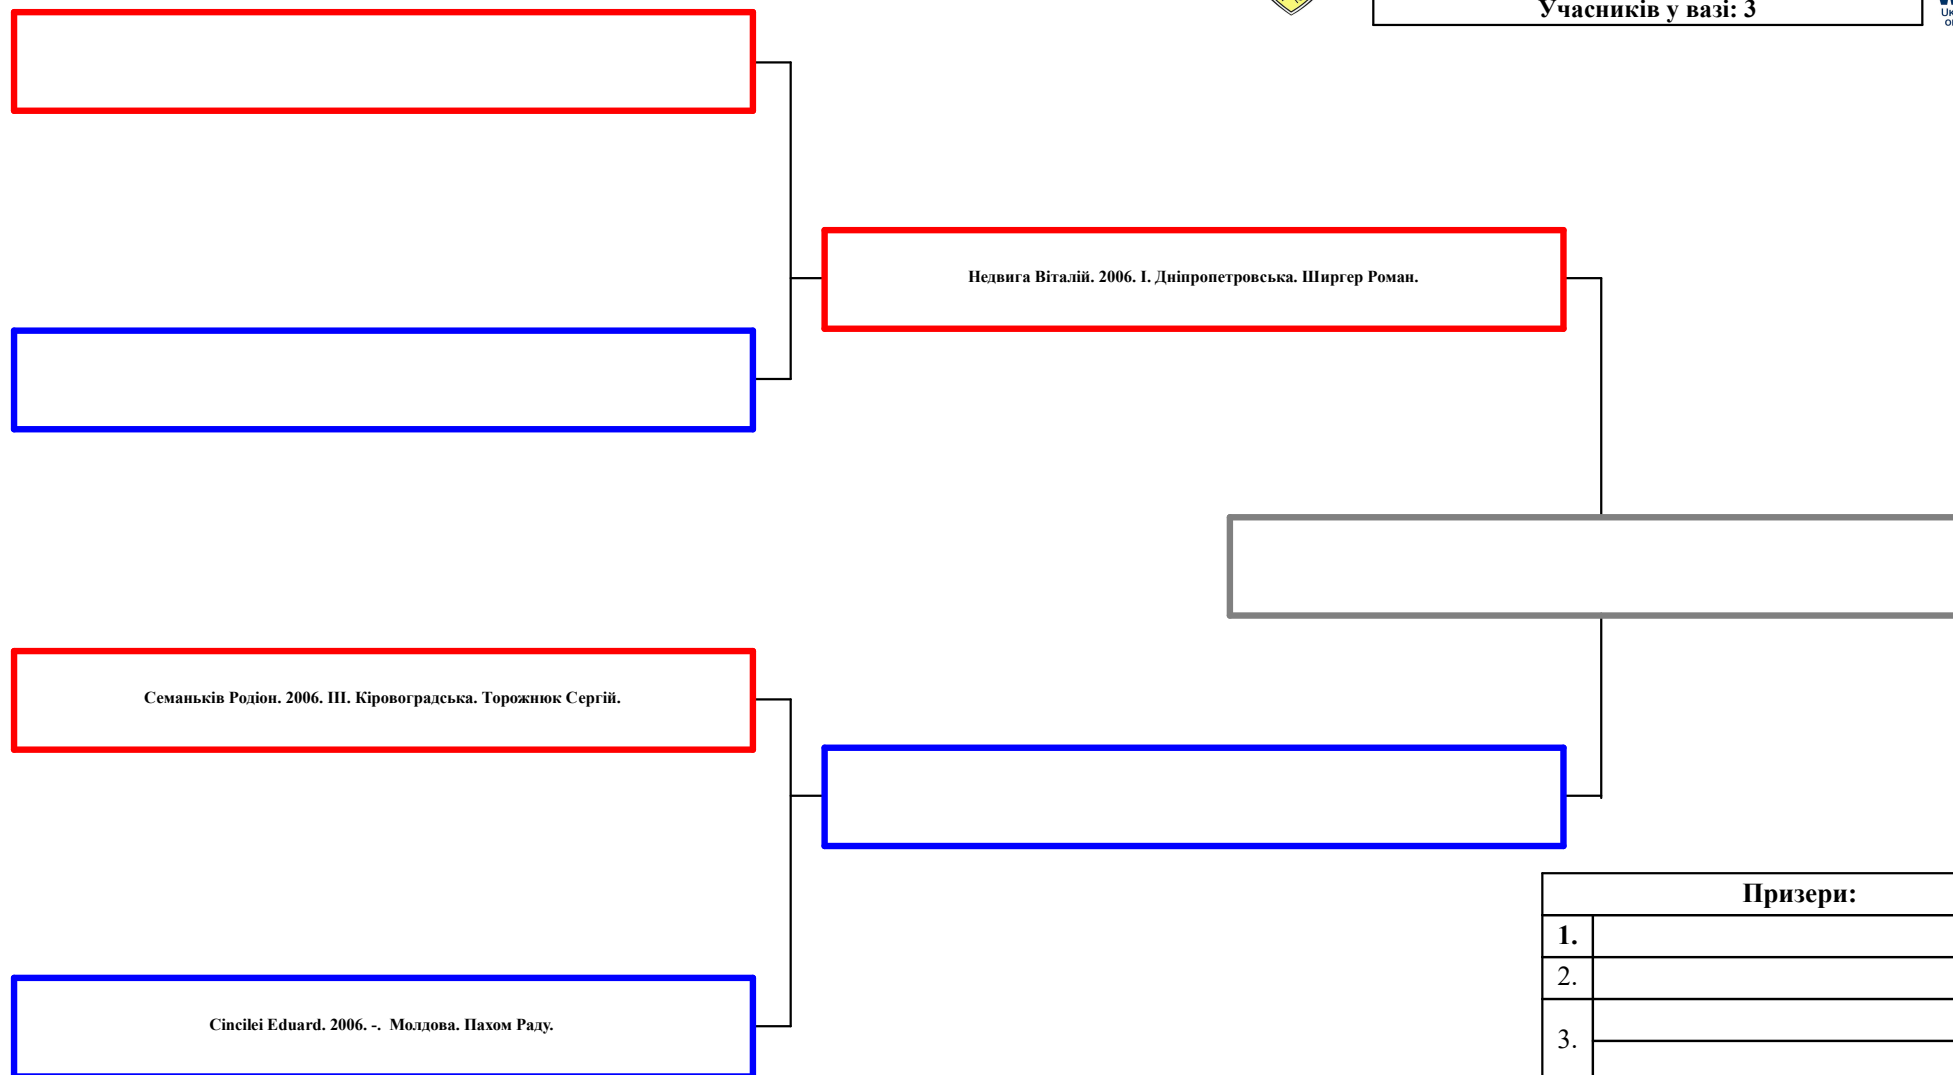 Учасників у вазі: 3
Недвига Віталій. 2006. І. Дніпропетровська. Ширгер Роман.
Семаньків Родіон. 2006. ІІІ. Кіровоградська. Торожнюк Сергій.
Cincilei Eduard. 2006. -. Молдова. Пахом Раду.
Призери:
1.
2.
3.